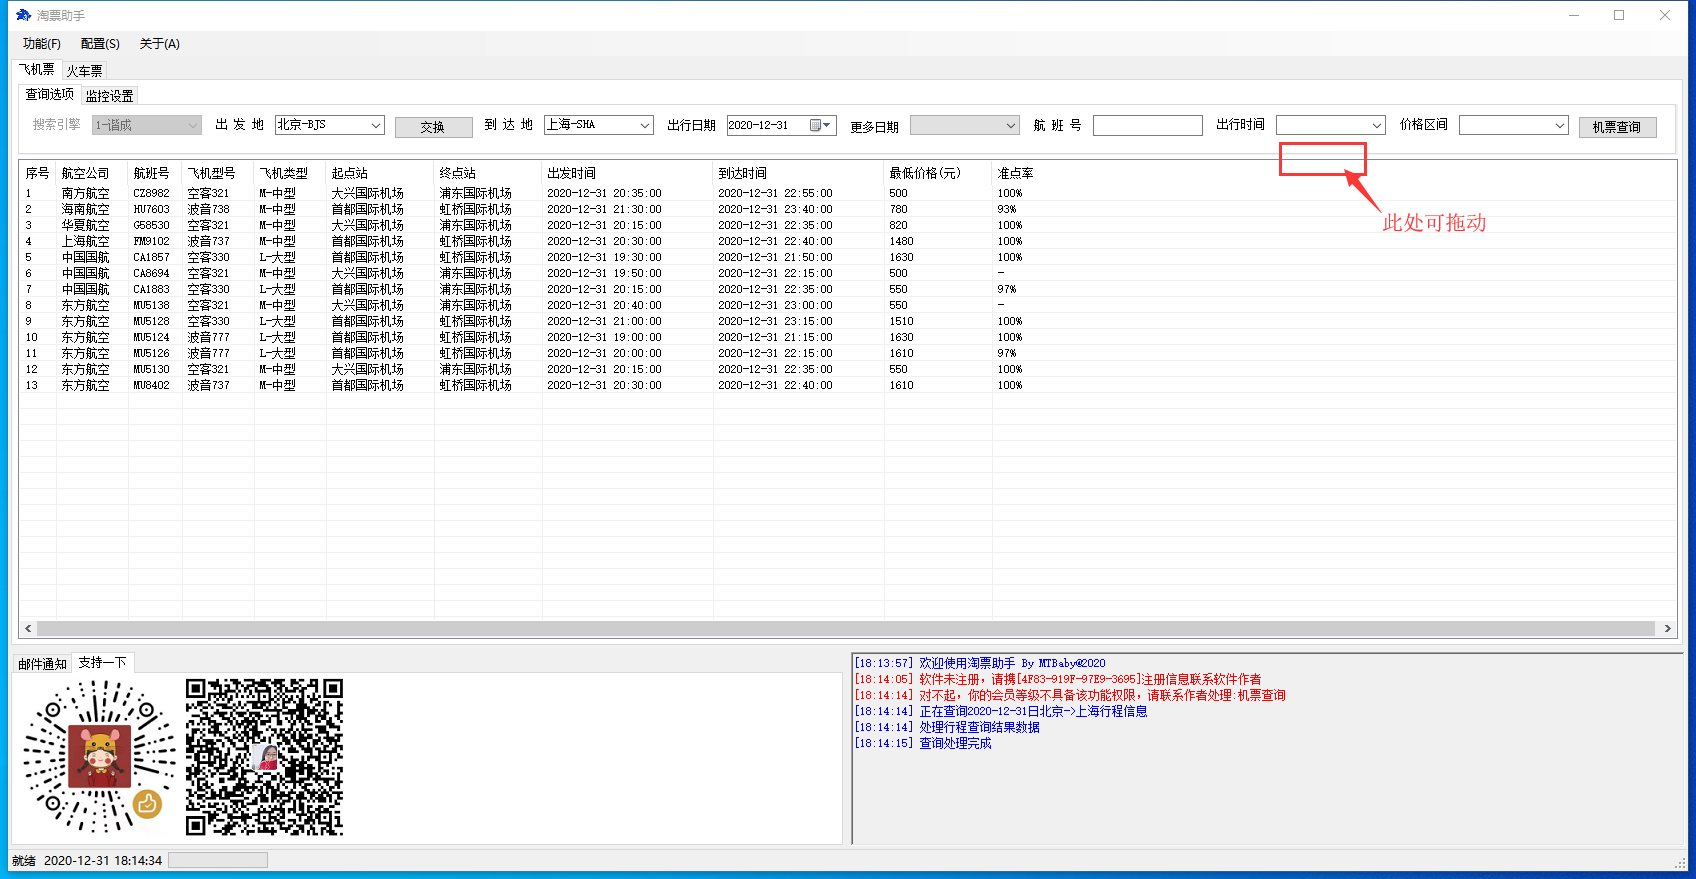 淘票助手
功能(F) 配置(S) 关于(A)
飞机票 火车票
查询选项 监控设置
搜索引擎 1-谐成 出 发 地 北京-BJS 交换 到 达 地 上海-SHA 出行日期 2020-12-31 更多日期 航 班 号 出行时间 价格区间 机票查询
序号 航空公司 航班号 飞机型号 飞机类型 起点站 终点站 出发时间 到达时间 最低价格(元) 准点率
1 南方航空 CZ8982 空客321 M-中型 大兴国际机场 浦东国际机场 2020-12-31 20:35:00 2020-12-31 22:55:00 500 100%
2 海南航空 HU7603 波音738 M-中型 首都国际机场 虹桥国际机场 2020-12-31 21:30:00 2020-12-31 23:40:00 780 93%
3 华夏航空 G58530 空客321 M-中型 大兴国际机场 浦东国际机场 2020-12-31 20:15:00 2020-12-31 22:35:00 820 100%
此处可拖动
4 上海航空 FM9102 波音737 M-中型 首都国际机场 虹桥国际机场 2020-12-31 20:30:00 2020-12-31 22:40:00 1480 100%
5 中国国航 CA1857 空客330 L-大型 首都国际机场 虹桥国际机场 2020-12-31 19:30:00 2020-12-31 21:50:00 1630 100%
6 中国国航 CA8694 空客321 M-中型 大兴国际机场 浦东国际机场 2020-12-31 19:50:00 2020-12-31 22:15:00 500 -
7 中国国航 CA1883 空客330 L-大型 首都国际机场 浦东国际机场 2020-12-31 20:15:00 2020-12-31 22:35:00 550 97%
8 东方航空 MU5138 空客321 M-中型 大兴国际机场 浦东国际机场 2020-12-31 20:40:00 2020-12-31 23:00:00 550 -
9 东方航空 MU5128 空客330 L-大型 首都国际机场 虹桥国际机场 2020-12-31 21:00:00 2020-12-31 23:15:00 1510 100%
10 东方航空 MU5124 波音777 L-大型 首都国际机场 虹桥国际机场 2020-12-31 19:00:00 2020-12-31 21:15:00 1630 100%
11 东方航空 MU5126 波音777 L-大型 首都国际机场 虹桥国际机场 2020-12-31 20:00:00 2020-12-31 22:15:00 1610 97%
12 东方航空 MU5130 空客321 M-中型 大兴国际机场 浦东国际机场 2020-12-31 20:15:00 2020-12-31 22:35:00 550 100%
13 东方航空 MU8402 波音737 M-中型 首都国际机场 虹桥国际机场 2020-12-31 20:30:00 2020-12-31 22:40:00 1610 100%
邮件通知 支持一下
[18:13:57] 欢迎使用淘票助手 By MTBaby@2020
[18:14:05] 软件未注册，请携[4F83-919F-97E9-3695]注册信息联系软件作者
[18:14:14] 对不起，你的会员等级不具备该功能权限，请联系作者处理:机票查询
[18:14:14] 正在查询2020-12-31日北京->上海行程信息
[18:14:14] 处理行程查询结果数据
[18:14:15] 查询处理完成
就绪 2020-12-31 18:14:34